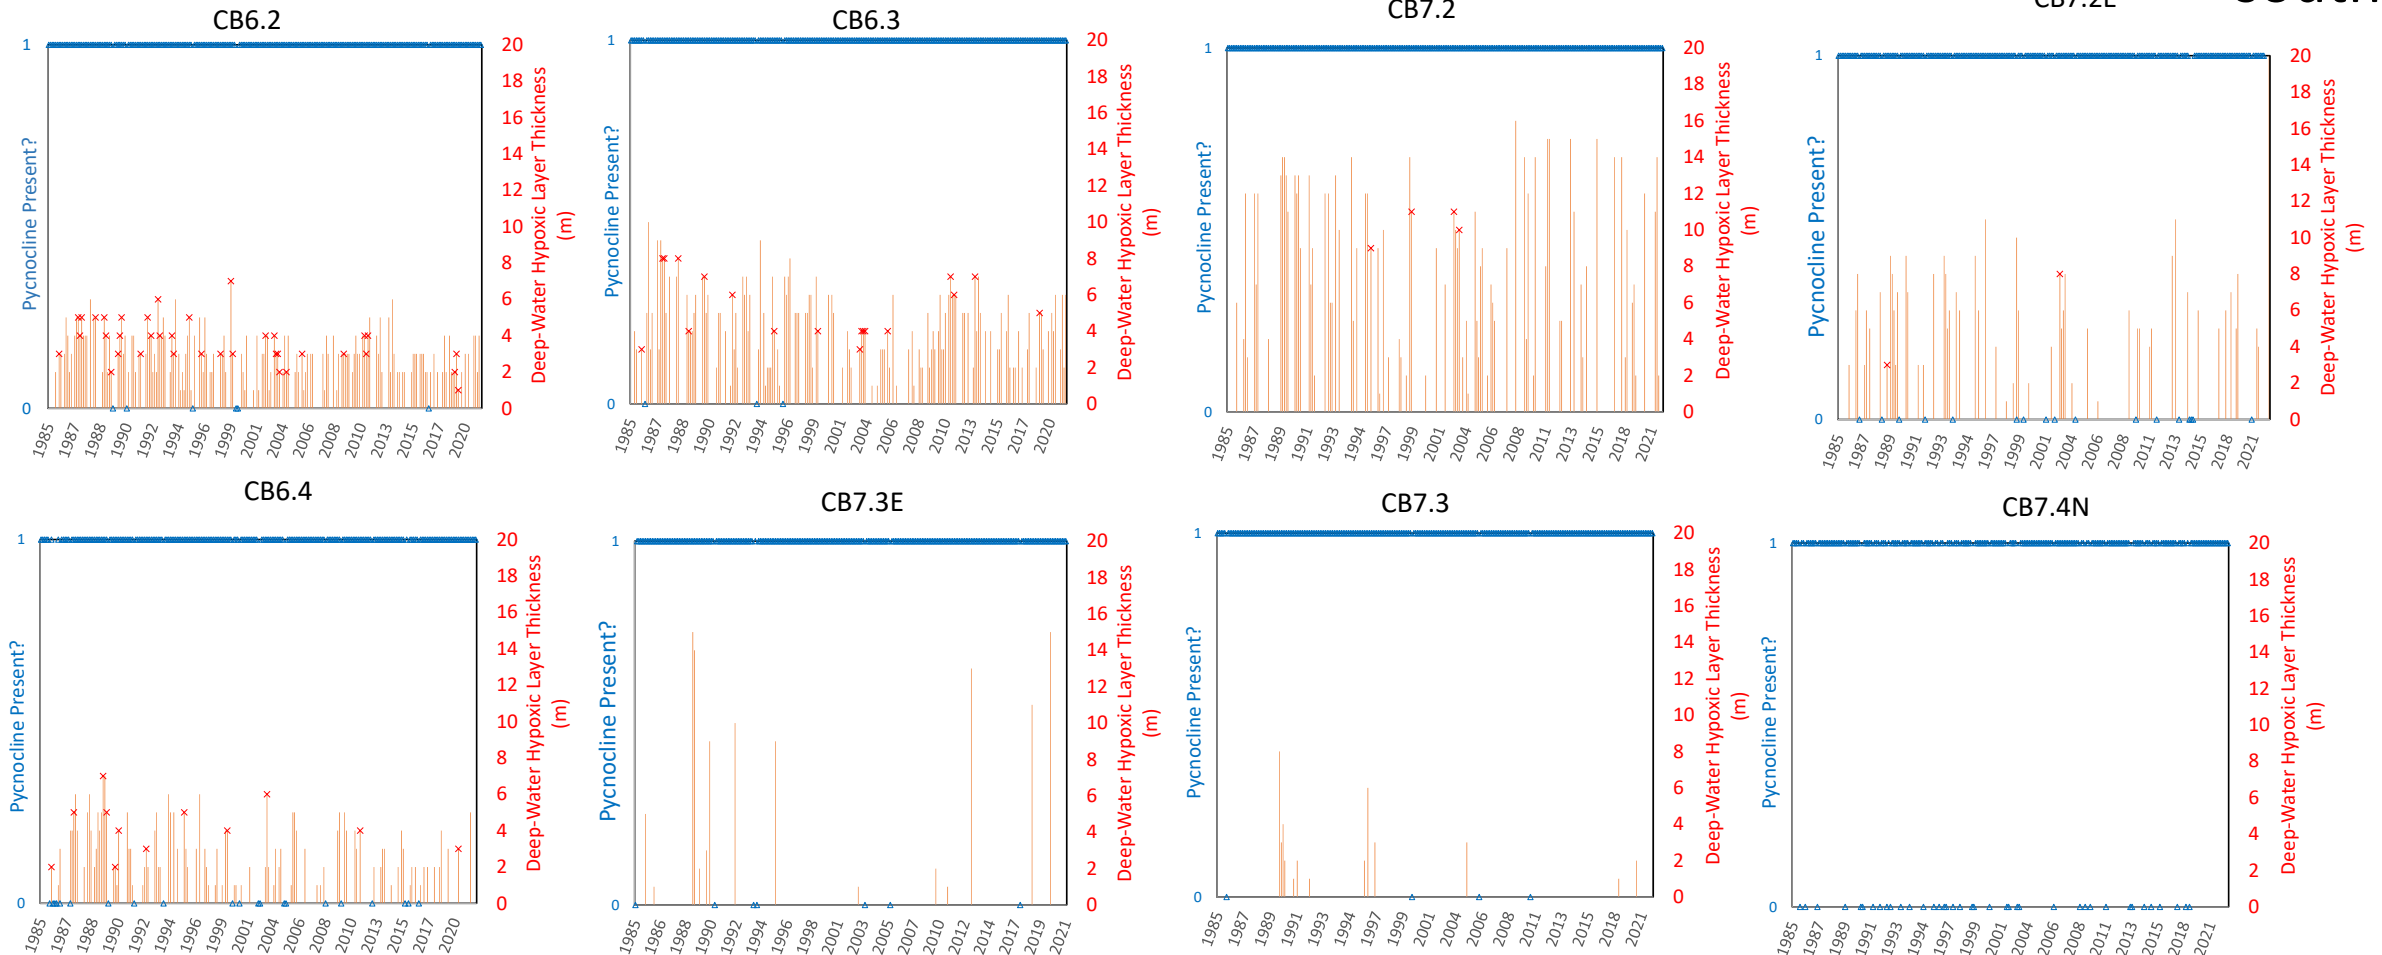 CB6.2
Pycnocline Present?
1
0
20
18
16
14
12
10
8
6
4
2
0
Deep-Water Hypoxic Layer Thickness
(m)
1985 1987 1988 1990 1992 1994 1996 1999 2001 2004 2006 2008 2010 2013 2015 2017 2020
CB6.3
Pycnocline Present?
1
0
20
18
16
14
12
10
8
6
4
2
0
Deep-Water Hypoxic Layer Thickness
(m)
1985 1987 1988 1990 1992 1994 1996 1999 2001 2004 2006 2008 2010 2013 2015 2017 2020
CB7.2
Pycnocline Present?
1
0
20
18
16
14
12
10
8
6
4
2
0
Deep-Water Hypoxic Layer Thickness
(m)
1985 1987 1989 1991 1993 1994 1997 1999 2001 2004 2006 2008 2011 2013 2015 2018 2021
CB7.2E
Pycnocline Present?
1
0
20
18
16
14
12
10
8
6
4
2
0
Deep-Water Hypoxic Layer Thickness
(m)
1985 1987 1989 1991 1993 1994 1997 1999 2001 2004 2006 2008 2011 2013 2015 2018 2021
CB6.4
Pycnocline Present?
1
0
20
18
16
14
12
10
8
6
4
2
0
Deep-Water Hypoxic Layer Thickness
(m)
1985 1987 1988 1990 1992 1994 1996 1999 2001 2004 2006 2008 2010 2012 2015 2017 2020
CB7.3E
Pycnocline Present?
1
0
20
18
16
14
12
10
8
6
4
2
0
Deep-Water Hypoxic Layer Thickness
(m)
1985 1986 1988 1990 1992 1994 1996 1998 2001 2003 2005 2007 2010 2012 2014 2017 2019 2021
CB7.3
Pycnocline Present?
1
0
20
18
16
14
12
10
8
6
4
2
0
Deep-Water Hypoxic Layer Thickness
(m)
1985 1987 1989 1991 1993 1994 1997 1999 2001 2004 2006 2008 2011 2013 2015 2018 2021
CB7.4N
Pycnocline Present?
1
0
20
18
16
14
12
10
8
6
4
2
0
Deep-Water Hypoxic Layer Thickness
(m)
1985 1987 1989 1991 1993 1995 1997 1999 2002 2004 2006 2008 2011 2013 2015 2018 2021